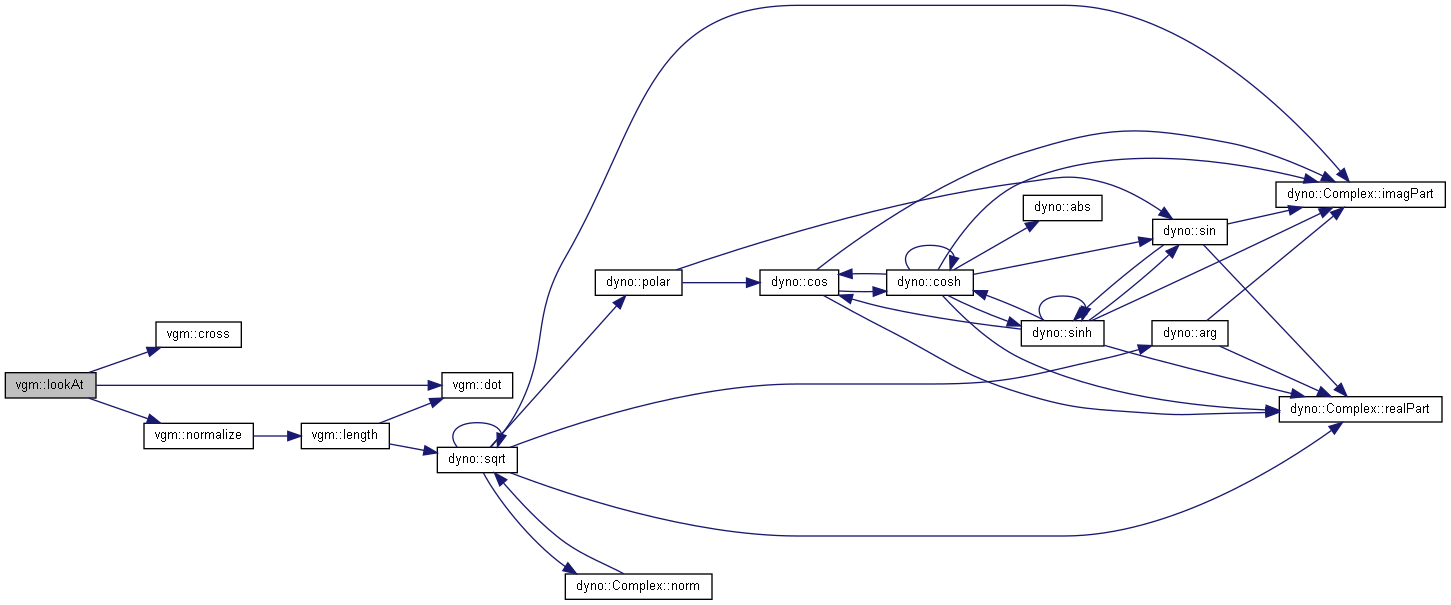 vgm::lookAt
vgm::cross
vgm::normalize
vgm::length
vgm::dot
dyno::sqrt
dyno::polar
dyno::Complex::norm
dyno::cos
dyno::cosh
dyno::abs
dyno::sinh
dyno::sin
dyno::arg
dyno::Complex::imagPart
dyno::Complex::realPart